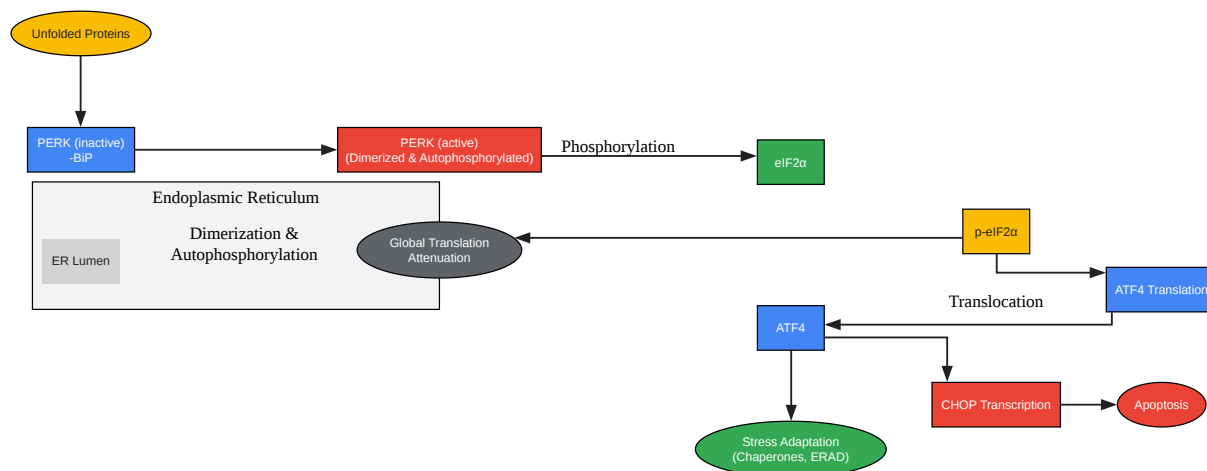 Unfolded Proteins
PERK (inactive)
-BiP
PERK (active)
(Dimerized & Autophosphorylated)
Phosphorylation
eIF2α
Endoplasmic Reticulum
Dimerization &
Autophosphorylation
ER Lumen
Global Translation
Attenuation
p-eIF2α
ATF4 Translation
Translocation
ATF4
CHOP Transcription
Apoptosis
Stress Adaptation
(Chaperones, ERAD)